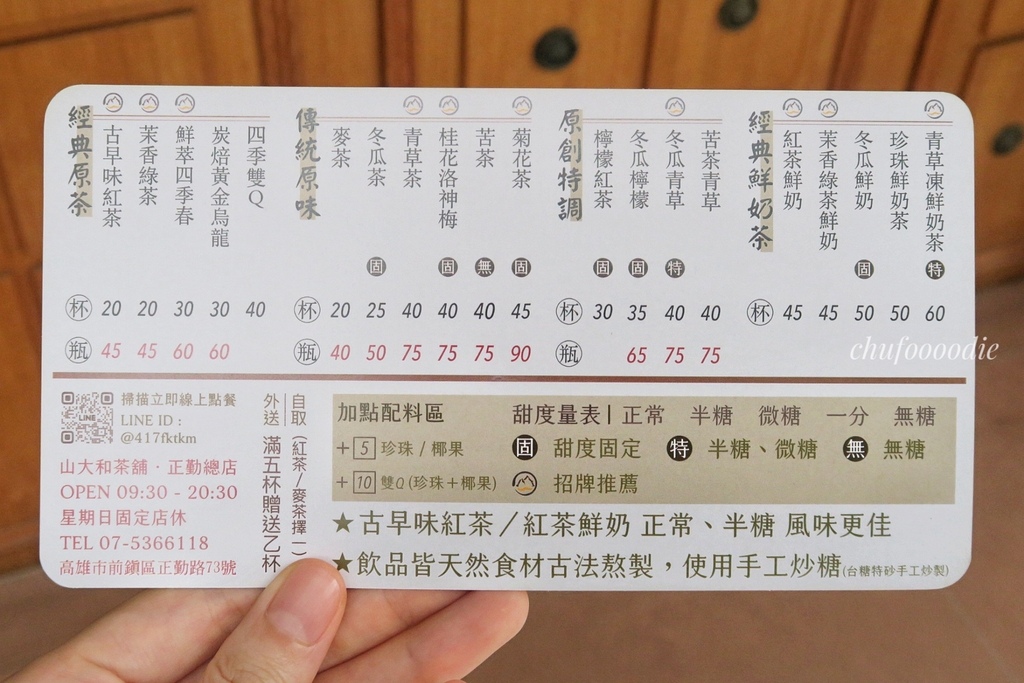 經典原茶
古早味紅茶
茉香綠茶
鮮萃四季春
炭焙黃金烏龍
四季雙Q
杯 20 20 30 30 40
瓶 45 45 60 60
傳統原味
麥茶
冬瓜茶
青草茶
桂花洛神梅
苦茶
菊花茶
固 固 無 固
杯 20 25 40 40 40 45
瓶 40 50 75 75 75 90
原創特調
檸檬紅茶
冬瓜檸檬
冬瓜青草
苦茶青草
固 固 特
杯 30 35 40 40
瓶 65 75 75
經典鮮奶茶
紅茶鮮奶
茉香綠茶鮮奶
冬瓜鮮奶
珍珠鮮奶茶
青草凍鮮奶茶
固 特
杯 45 45 50 50 60
chufoooodie
LINE
掃描立即線上點餐
LINE ID :
@417fktkm
山大和茶舖．正勤總店
OPEN 09:30 - 20:30
星期日固定店休
TEL 07-5366118
高雄市前鎮區正勤路73號
自取｜外送
滿五杯贈送乙杯
(紅茶/麥茶擇一)
加點配料區
+5 珍珠 / 椰果
+10 雙Q (珍珠+椰果)
甜度量表 | 正常 半糖 微糖 一分 無糖
固 甜度固定 特 半糖、微糖 無 無糖
招牌推薦
★古早味紅茶／紅茶鮮奶 正常、半糖 風味更佳
★飲品皆天然食材古法熬製，使用手工炒糖(台糖特砂手工炒製)